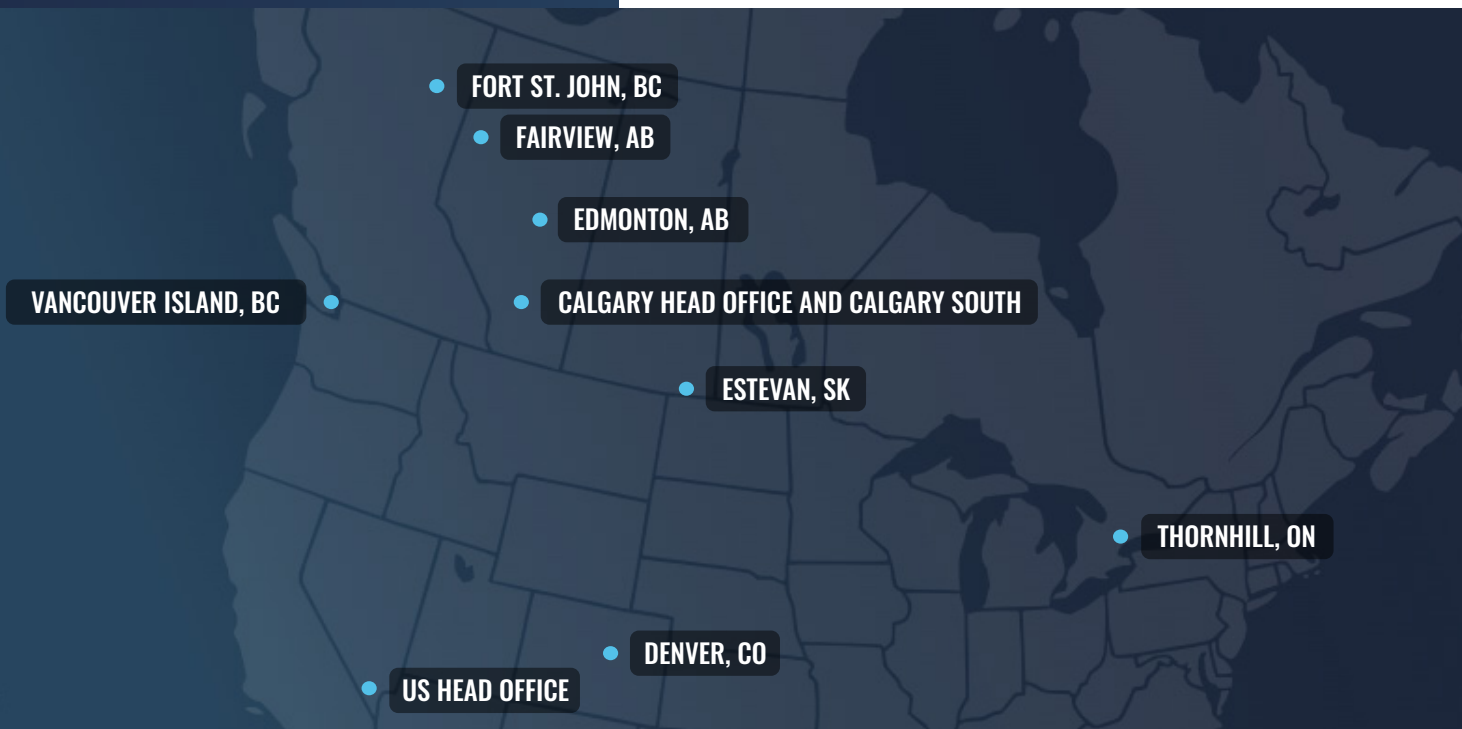 FORT ST. JOHN, BC
FAIRVIEW, AB
EDMONTON, AB
VANCOUVER ISLAND, BC
CALGARY HEAD OFFICE AND CALGARY SOUTH
ESTEVAN, SK
THORNHILL, ON
DENVER, CO
US HEAD OFFICE